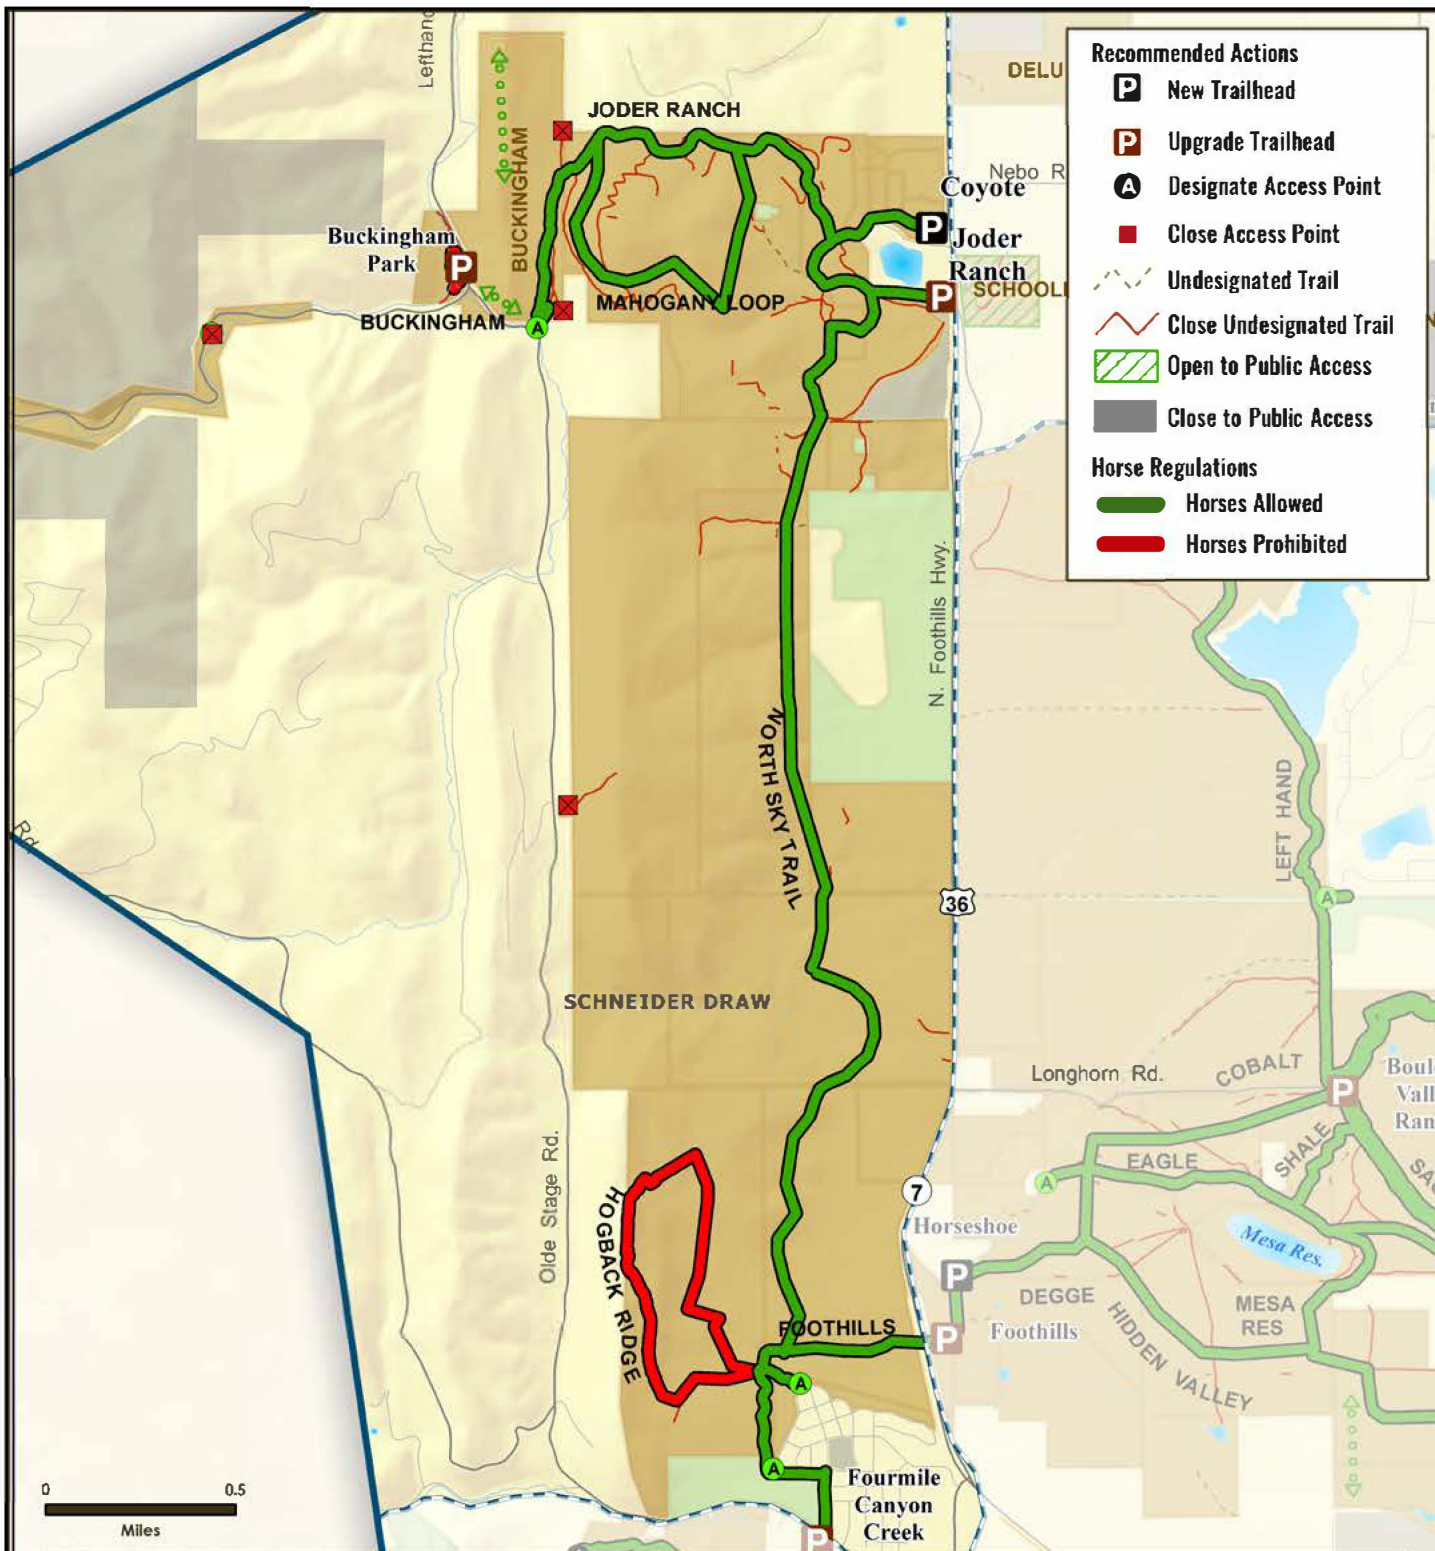 Recommended Actions
P New Trailhead
P Upgrade Trailhead
A Designate Access Point
Close Access Point
Undesignated Trail
Close Undesignated Trail
Open to Public Access
Close to Public Access
Horse Regulations
Horses Allowed
Horses Prohibited
DELU
Nebo R
Coyote
P
Joder
Ranch
P
SCHOOL
JODER RANCH
BUCKINGHAM
Buckingham
Park
P
BUCKINGHAM
A
MAHOGANY LOOP
N. Foothills Hwy.
NORTH SKY TRAIL
LEFT HAND
A
36
Rd.
SCHNEIDER DRAW
Longhorn Rd.
COBALT
P
Boul
Vall
Ran
EAGLE
SHALE
A
7
Horseshoe
P
Mesa Res.
DEGGE
MESA
RES
HIDDEN VALLEY
P
Foothills
Olde Stage Rd.
HOGBACK RIDGE
FOOTHILLS
A
A
Fourmile
Canyon
Creek
P
0 0.5
Miles